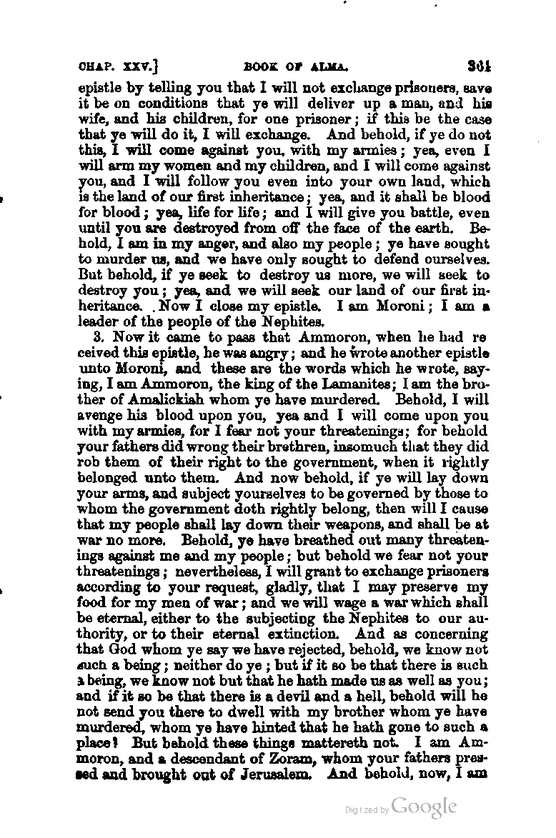 CHAP. XXV.] BOOK OF ALMA. 361
epistle by telling you that I will not exchange prisoners, save
it be on conditions that ye will deliver up a man, and his
wife, and his children, for one prisoner; if this be the case
that ye will do it, I will exchange. And behold, if ye do not
this, I will come against you, with my armies; yea, even I
will arm my women and my children, and I will come against
you, and I will follow you even into your own land, which
is the land of our first inheritance; yea, and it shall be blood
for blood; yea, life for life; and I will give you battle, even
until you are destroyed from off the face of the earth. Be-
hold, I am in my anger, and also my people; ye have sought
to murder us, and we have only sought to defend ourselves.
But behold, if ye seek to destroy us more, we will seek to
destroy you; yea, and we will seek our land of our first in-
heritance. Now I close my epistle. I am Moroni; I am a
leader of the people of the Nephites.
3. Now it came to pass that Ammoron, when he had re
ceived this epistle, he was angry; and he wrote another epistle
unto Moroni, and these are the words which he wrote, say-
ing, I am Ammoron, the king of the Lamanites; I am the bro-
ther of Amalickiah whom ye have murdered. Behold, I will
avenge his blood upon you, yea and I will come upon you
with my armies, for I fear not your threatenings; for behold
your fathers did wrong their brethren, insomuch that they did
rob them of their right to the government, when it rightly
belonged unto them. And now behold, if ye will lay down
your arms, and subject yourselves to be governed by those to
whom the government doth rightly belong, then will I cause
that my people shall lay down their weapons, and shall be at
war no more. Behold, ye have breathed out many threaten-
ings against me and my people; but behold we fear not your
threatenings; nevertheless, I will grant to exchange prisoners
according to your request, gladly, that I may preserve my
food for my men of war; and we will wage a war which shall
be eternal, either to the subjecting the Nephites to our au-
thority, or to their eternal extinction. And as concerning
that God whom ye say we have rejected, behold, we know not
such a being; neither do ye; but if it so be that there is such
a being, we know not but that he hath made us as well as you;
and if it so be that there is a devil and a hell, behold will he
not send you there to dwell with my brother whom ye have
murdered, whom ye have hinted that he hath gone to such a
place? But behold these things mattereth not. I am Am-
moron, and a descendant of Zoram, whom your fathers pres-
sed and brought out of Jerusalem. And behold, now, I am
Digitized by Google